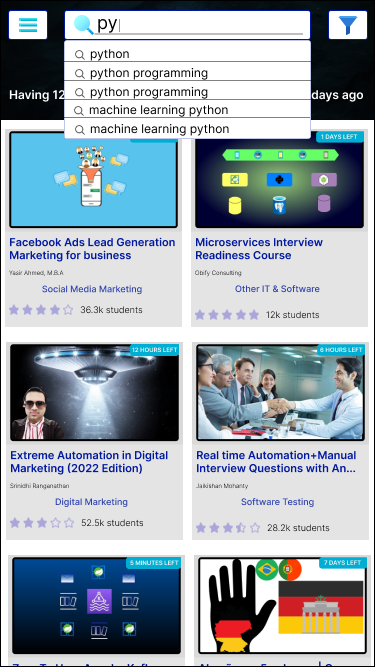 py
python
python programming
python programming
machine learning python
machine learning python
Having 12
days ago
1 DAYS LEFT
Facebook Ads Lead Generation
Marketing for business
Yasir Ahmed, M.B.A
Social Media Marketing
36.3k students
Microservices Interview
Readiness Course
Obify Consulting
Other IT & Software
12k students
12 HOURS LEFT
Extreme Automation in Digital
Marketing (2022 Edition)
Srinidhi Ranganathan
Digital Marketing
52.5k students
6 HOURS LEFT
Real time Automation+Manual
Interview Questions with An...
Jaikishan Mohanty
Software Testing
28.2k students
5 MINUTES LEFT
7 DAYS LEFT